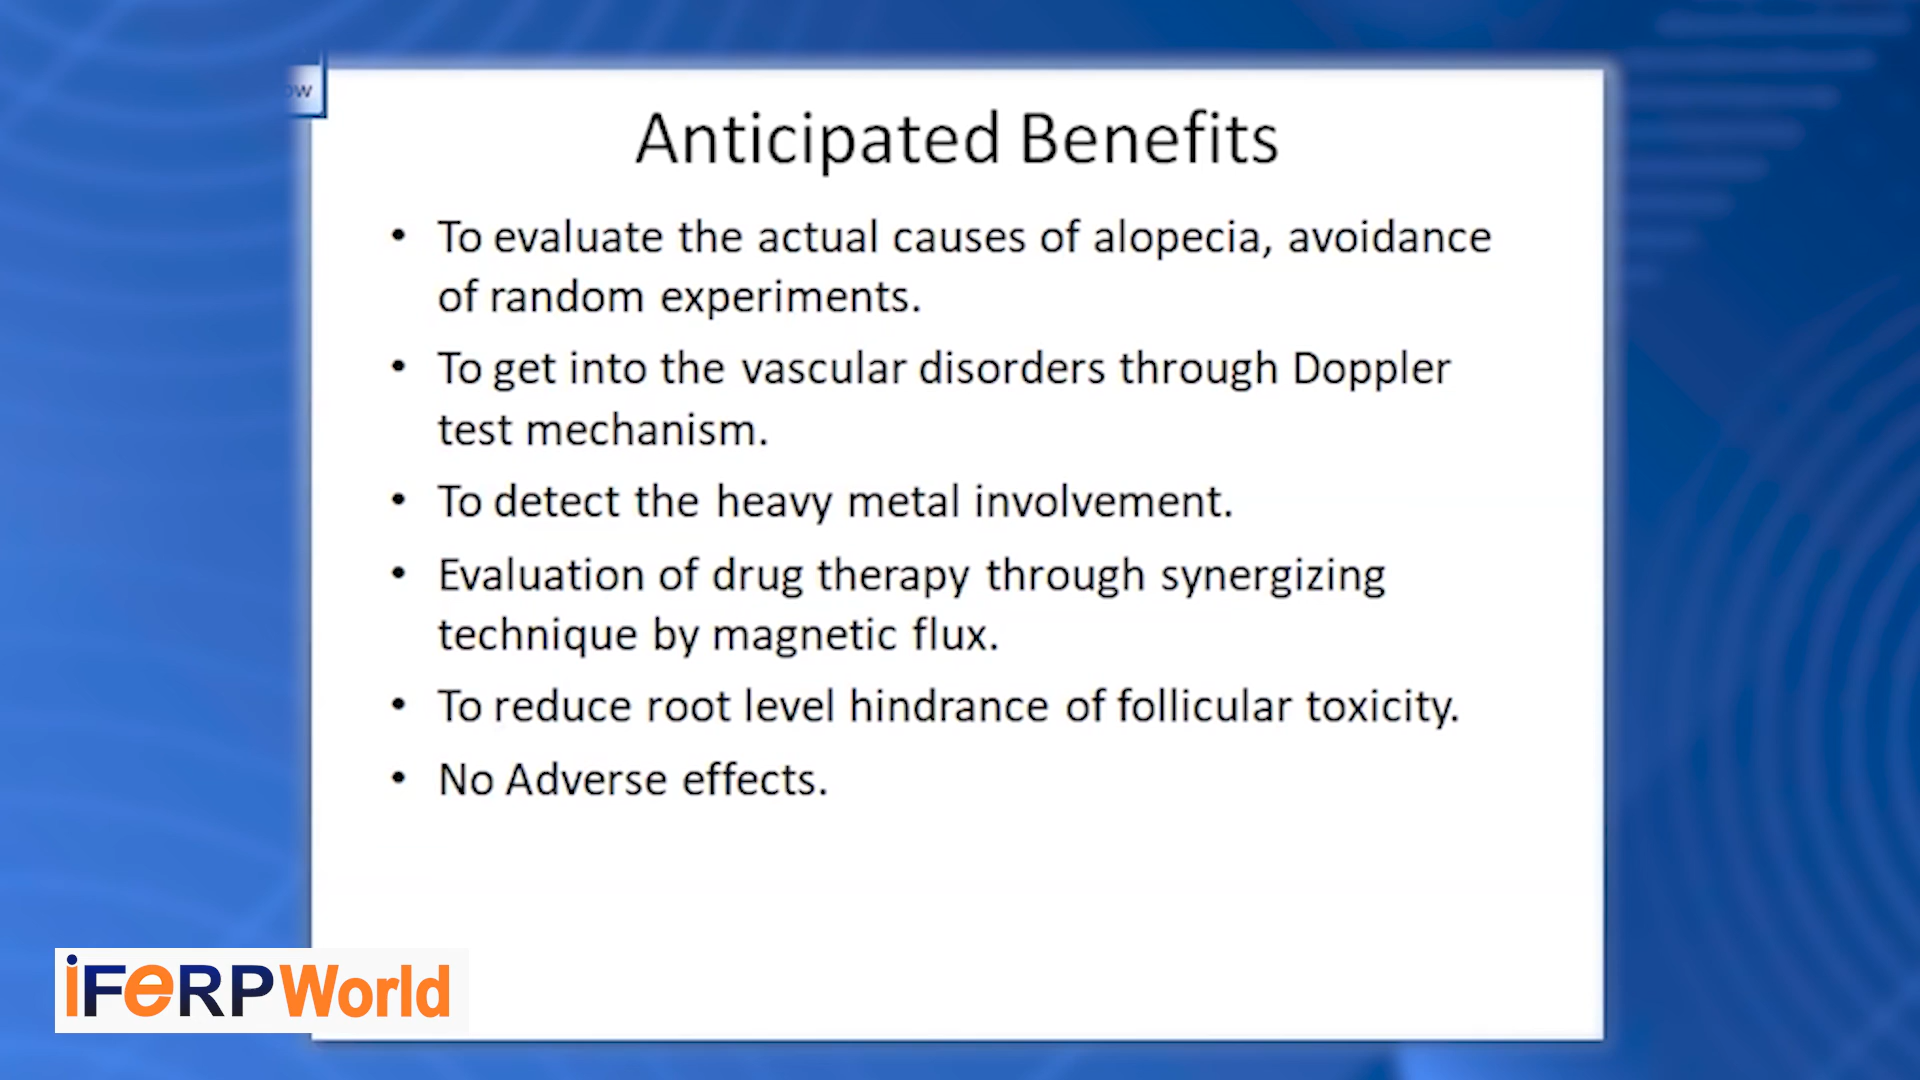 ow
Anticipated Benefits
• To evaluate the actual causes of alopecia, avoidance
of random experiments.
• To get into the vascular disorders through Doppler
test mechanism.
• To detect the heavy metal involvement.
• Evaluation of drug therapy through synergizing
technique by magnetic flux.
• To reduce root level hindrance of follicular toxicity.
• No Adverse effects.
iFeRPWorld